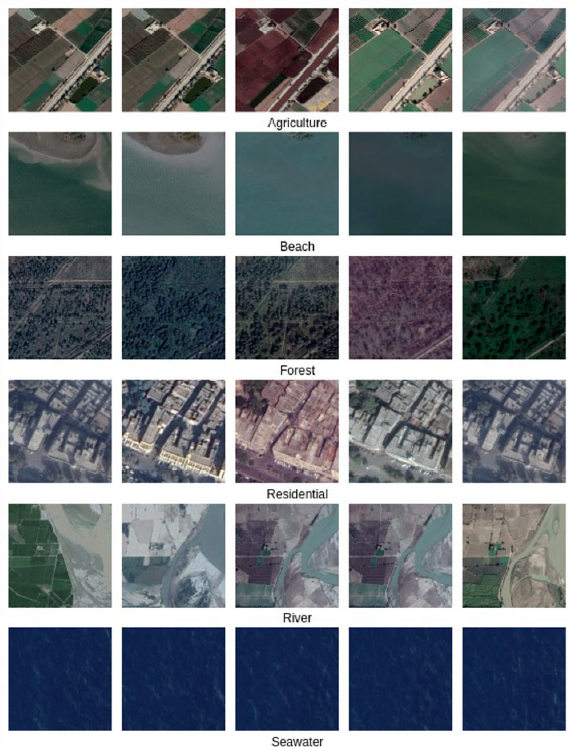 Agriculture
Beach
Forest
Residential
River
Seawater